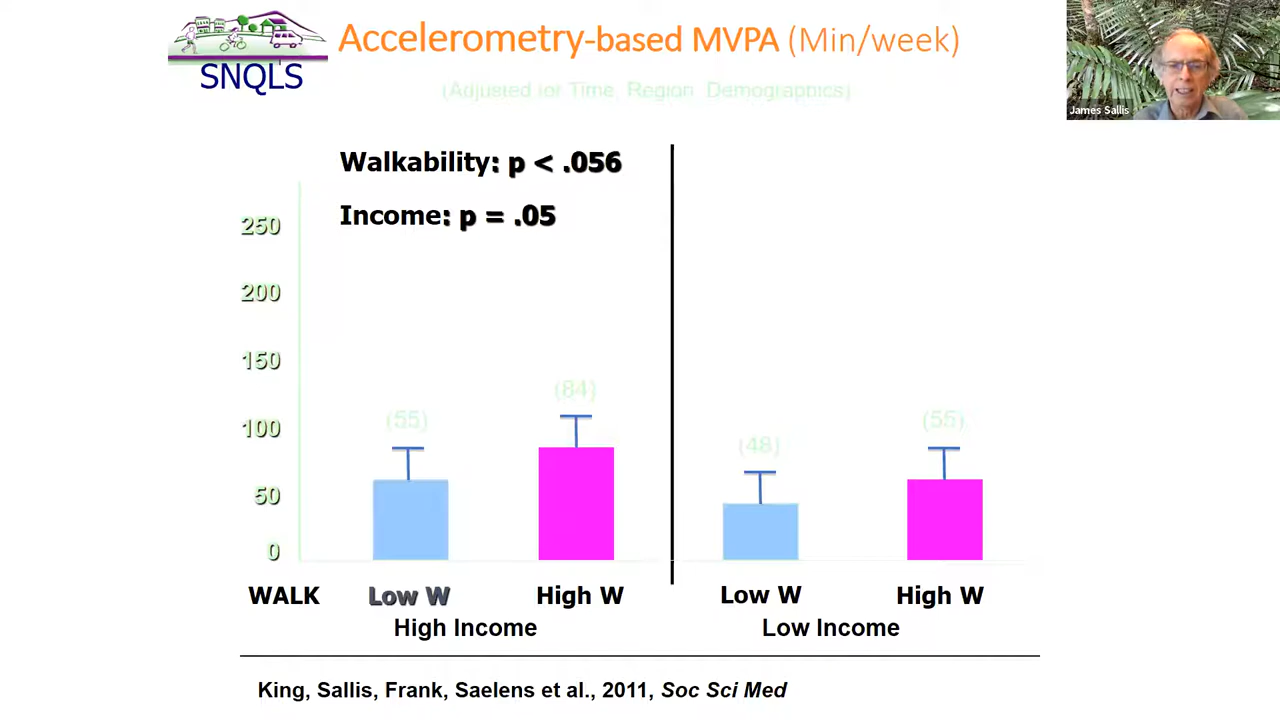 SNQLS
Accelerometry-based MVPA (Min/week)
(Adjusted for Time, Region, Demographics)
James Sallis
Walkability: p < .056
Income: p = .05
250
200
150
100
50
0
(55)
(84)
(48)
(55)
WALK Low W High W Low W High W
High Income Low Income
King, Sallis, Frank, Saelens et al., 2011, Soc Sci Med